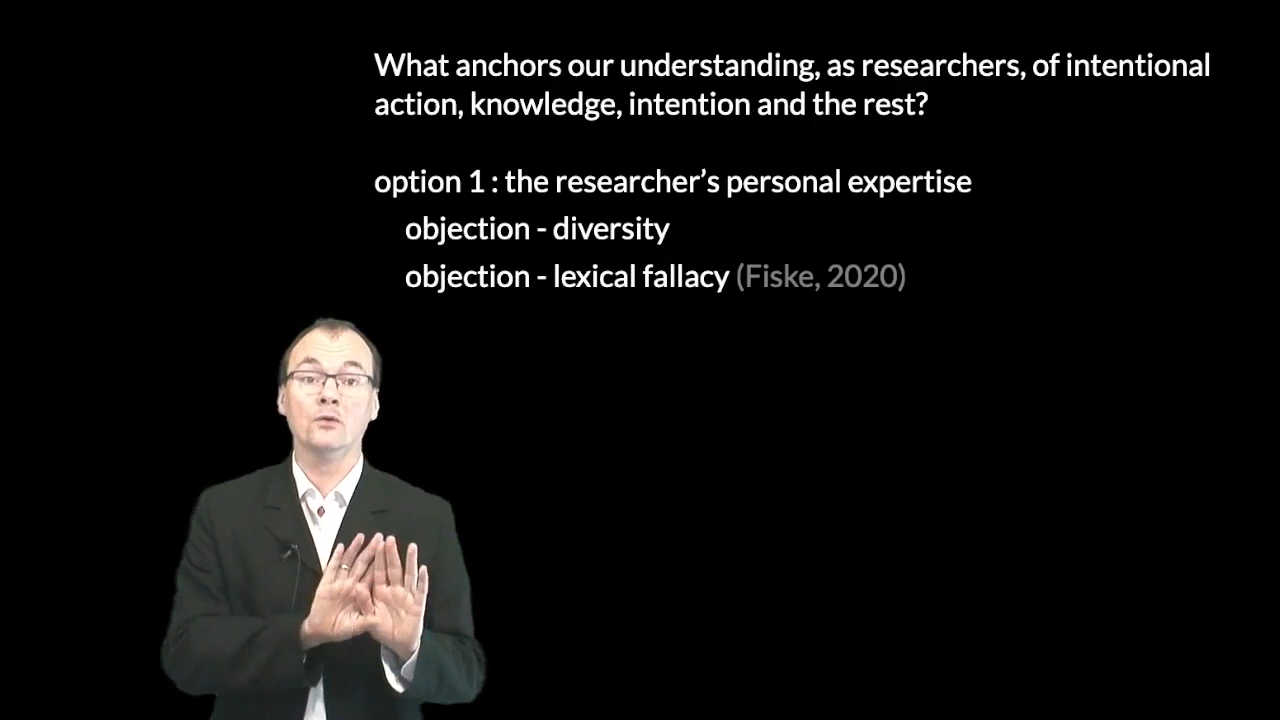 What anchors our understanding, as researchers, of intentional
action, knowledge, intention and the rest?
option 1 : the researcher’s personal expertise
objection - diversity
objection - lexical fallacy (Fiske, 2020)